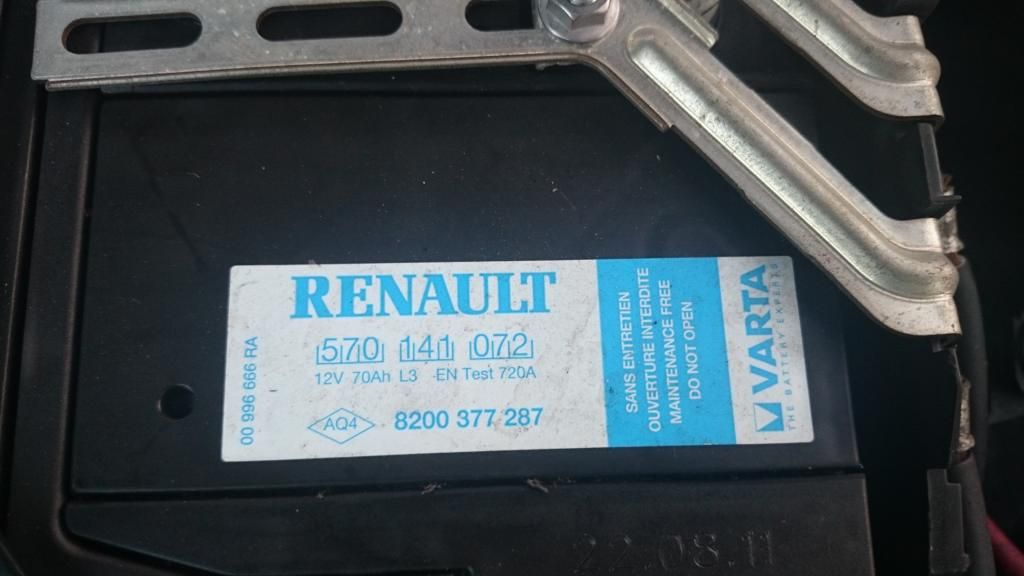 RENAULT
570 141 072
12V 70Ah L3 EN Test 720A
AQ4
8200 377 287
00 996 666 RA
SANS ENTRETIEN
OUVERTURE INTERDITE
MAINTENANCE FREE
DO NOT OPEN
VARTA
THE BATTERY EXPERTS
22.08.11